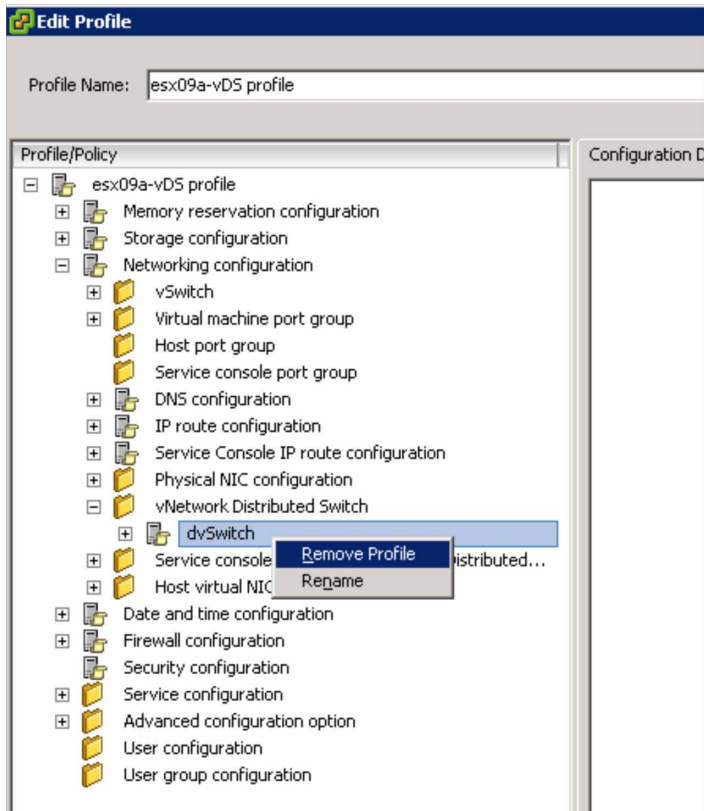 Edit Profile
Profile Name: esx09a-vDS profile
Profile/Policy
Configuration D
esx09a-vDS profile
Memory reservation configuration
Storage configuration
Networking configuration
vSwitch
Virtual machine port group
Host port group
Service console port group
DNS configuration
IP route configuration
Service Console IP route configuration
Physical NIC configuration
vNetwork Distributed Switch
dvSwitch
Remove Profile
Service console istributed...
Rename
Host virtual NIC
Date and time configuration
Firewall configuration
Security configuration
Service configuration
Advanced configuration option
User configuration
User group configuration